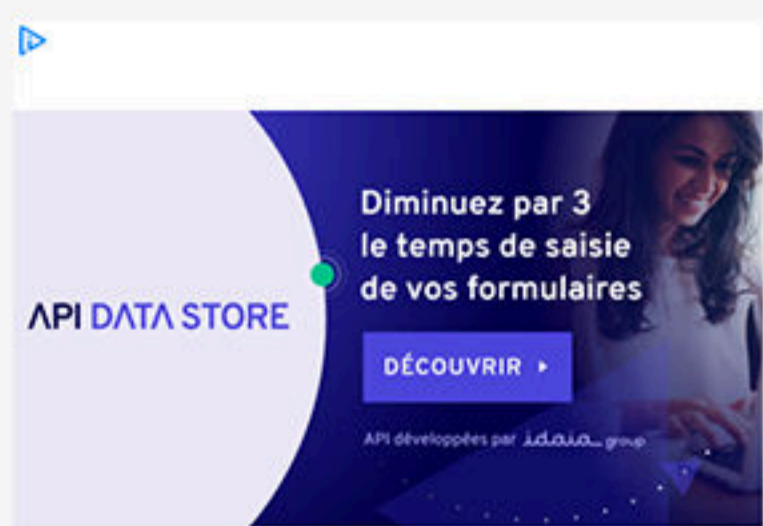 Diminuez par 3
le temps de saisie
de vos formulaires
API DATA STORE
DÉCOUVRIR
API développées par idaia group